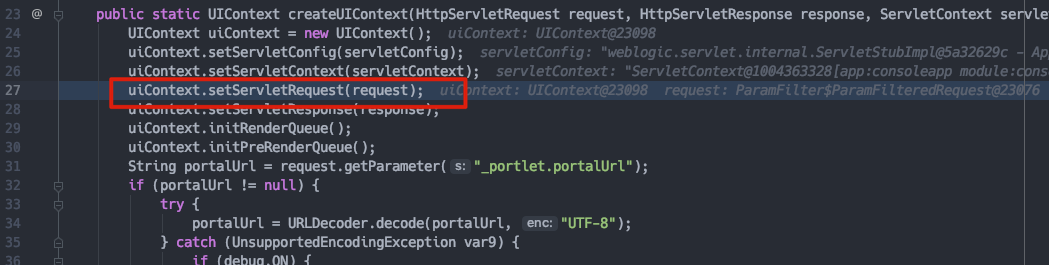 23 @ public static UIContext createUIContext(HttpServletRequest request, HttpServletResponse response, ServletContext servle
24 UIContext uiContext = new UIContext(); uiContext: UIContext@23098
25 uiContext.setServletConfig(servletConfig); servletConfig: "weblogic.servlet.internal.ServletStubImpl@5a32629c - Ap
26 uiContext.setServletContext(servletContext); servletContext: "ServletContext@1004363328[app:consoleapp module:cons
27 uiContext.setServletRequest(request); uiContext: UIContext@23098 request: ParamFilter$ParamFilteredRequest@23076
28 uiContext.setServletResponse(response);
29 uiContext.initRenderQueue();
30 uiContext.initPreRenderQueue();
31 String portalUrl = request.getParameter( s: "_portlet.portalUrl");
32 if (portalUrl != null) {
33 try {
34 portalUrl = URLDecoder.decode(portalUrl, enc: "UTF-8");
35 } catch (UnsupportedEncodingException var9) {
36 if (debug.ON) {